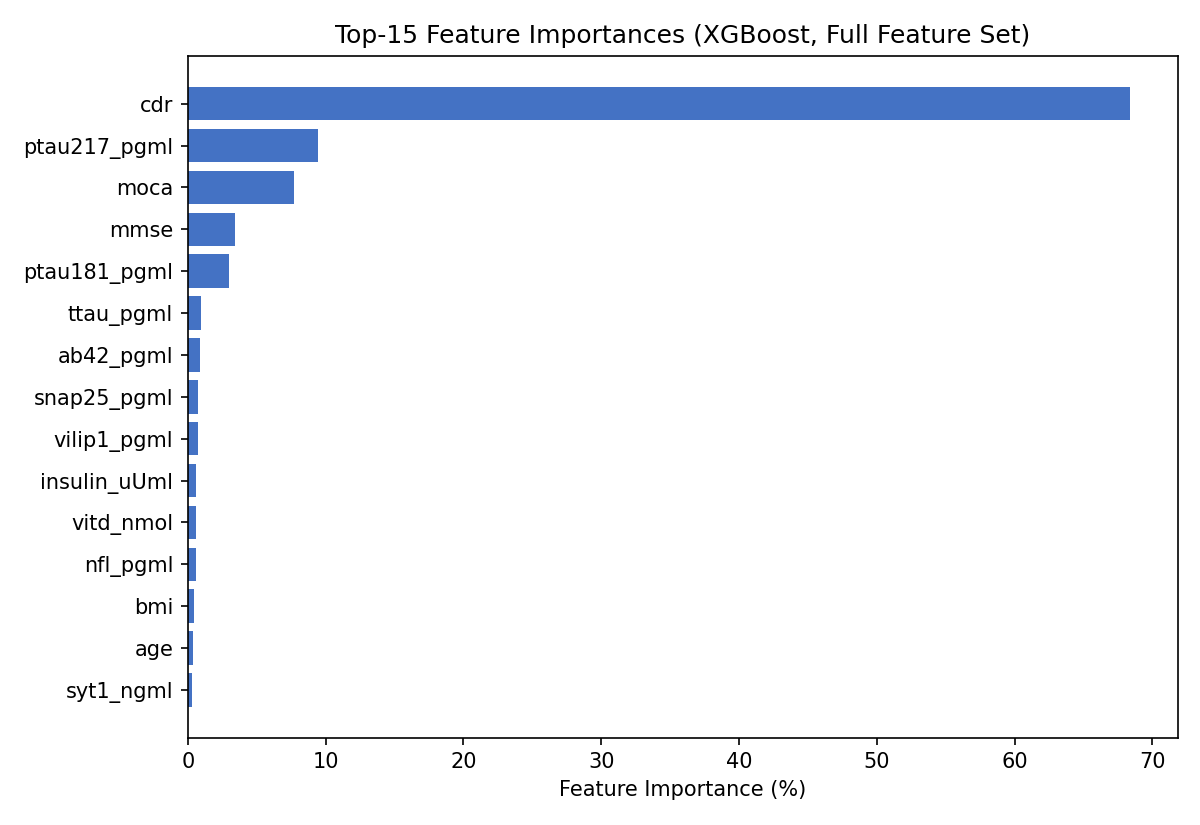 Top-15 Feature Importances (XGBoost, Full Feature Set)
cdr
ptau217_pgml
moca
mmse
ptau181_pgml
ttau_pgml
ab42_pgml
snap25_pgml
vilip1_pgml
insulin_uUml
vitd_nmol
nfl_pgml
bmi
age
syt1_ngml
0 10 20 30 40 50 60 70
Feature Importance (%)